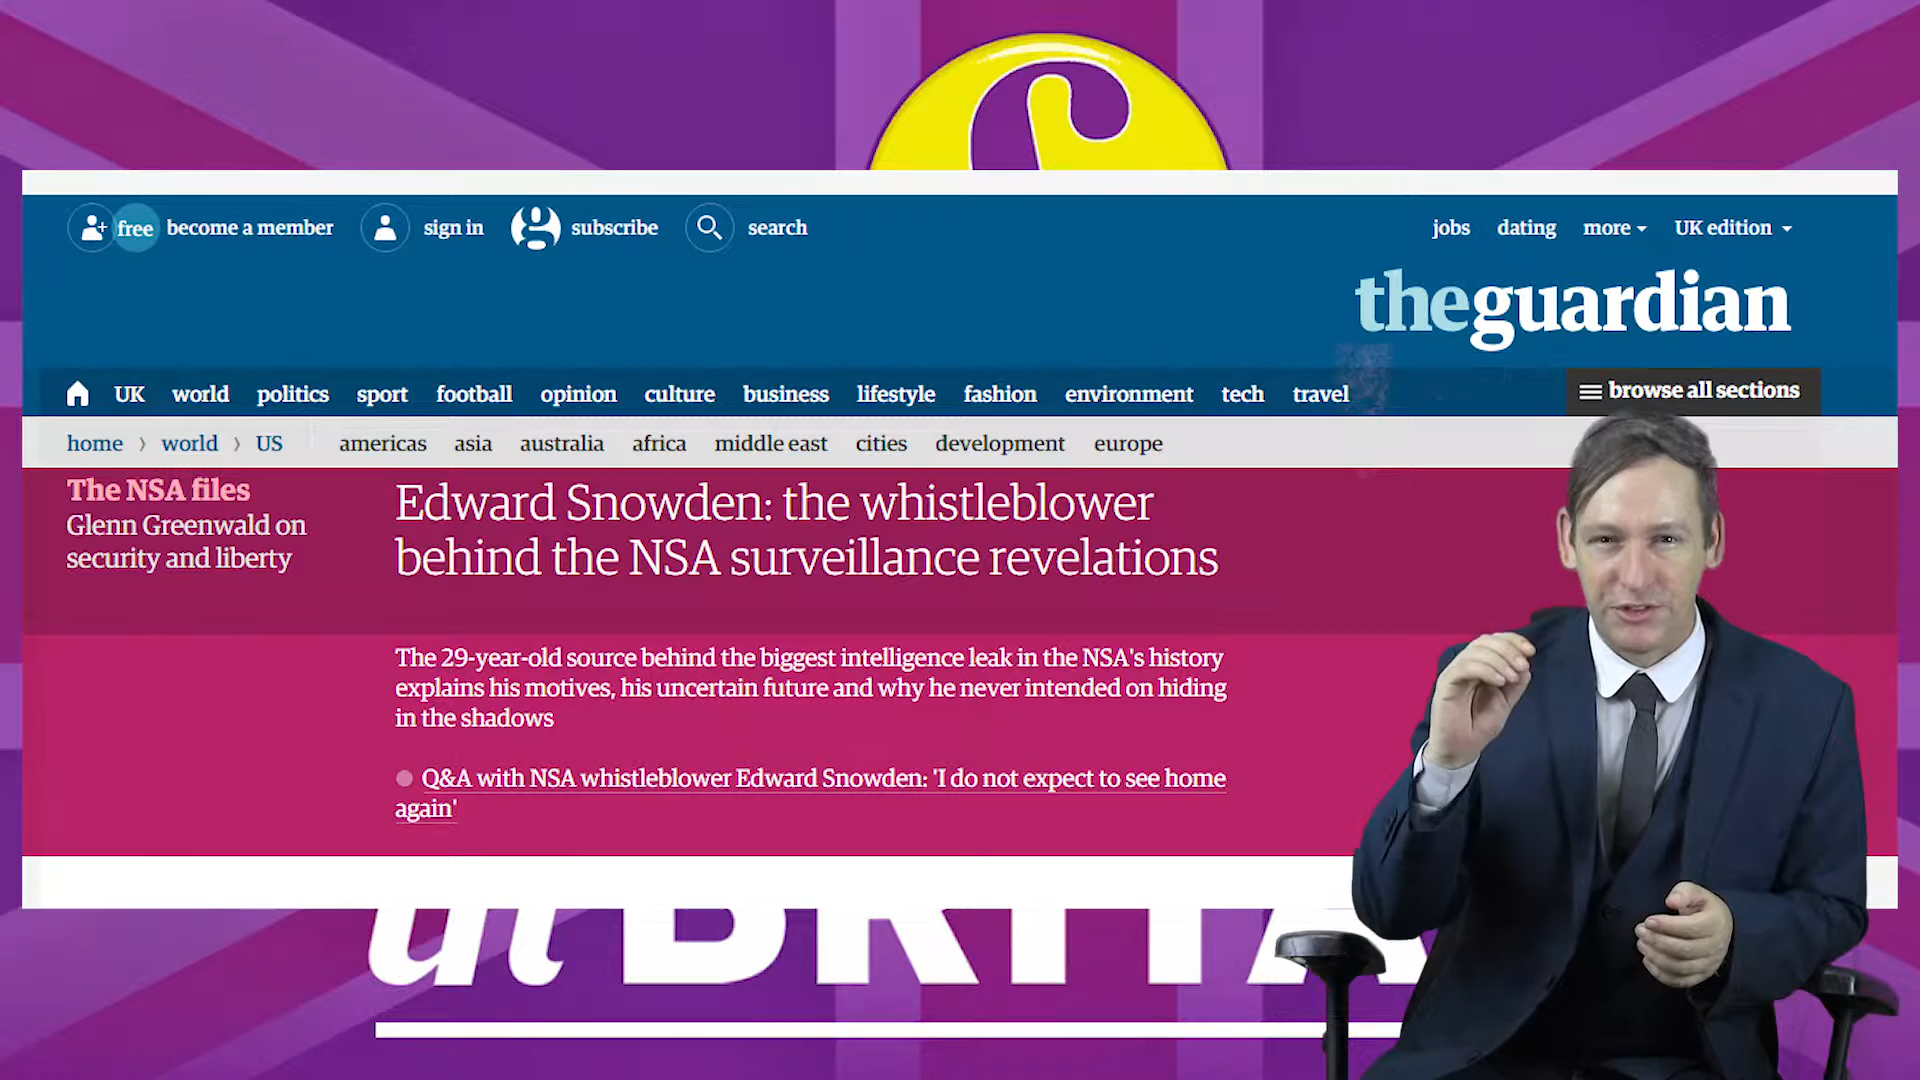 free become a member sign in subscribe search jobs dating more UK edition
theguardian
UK world politics sport football opinion culture business lifestyle fashion environment tech travel browse all sections
home › world › US americas asia australia africa middle east cities development europe
The NSA files
Glenn Greenwald on
security and liberty
Edward Snowden: the whistleblower
behind the NSA surveillance revelations
The 29-year-old source behind the biggest intelligence leak in the NSA's history
explains his motives, his uncertain future and why he never intended on hiding
in the shadows
Q&A with NSA whistleblower Edward Snowden: 'I do not expect to see home
again'